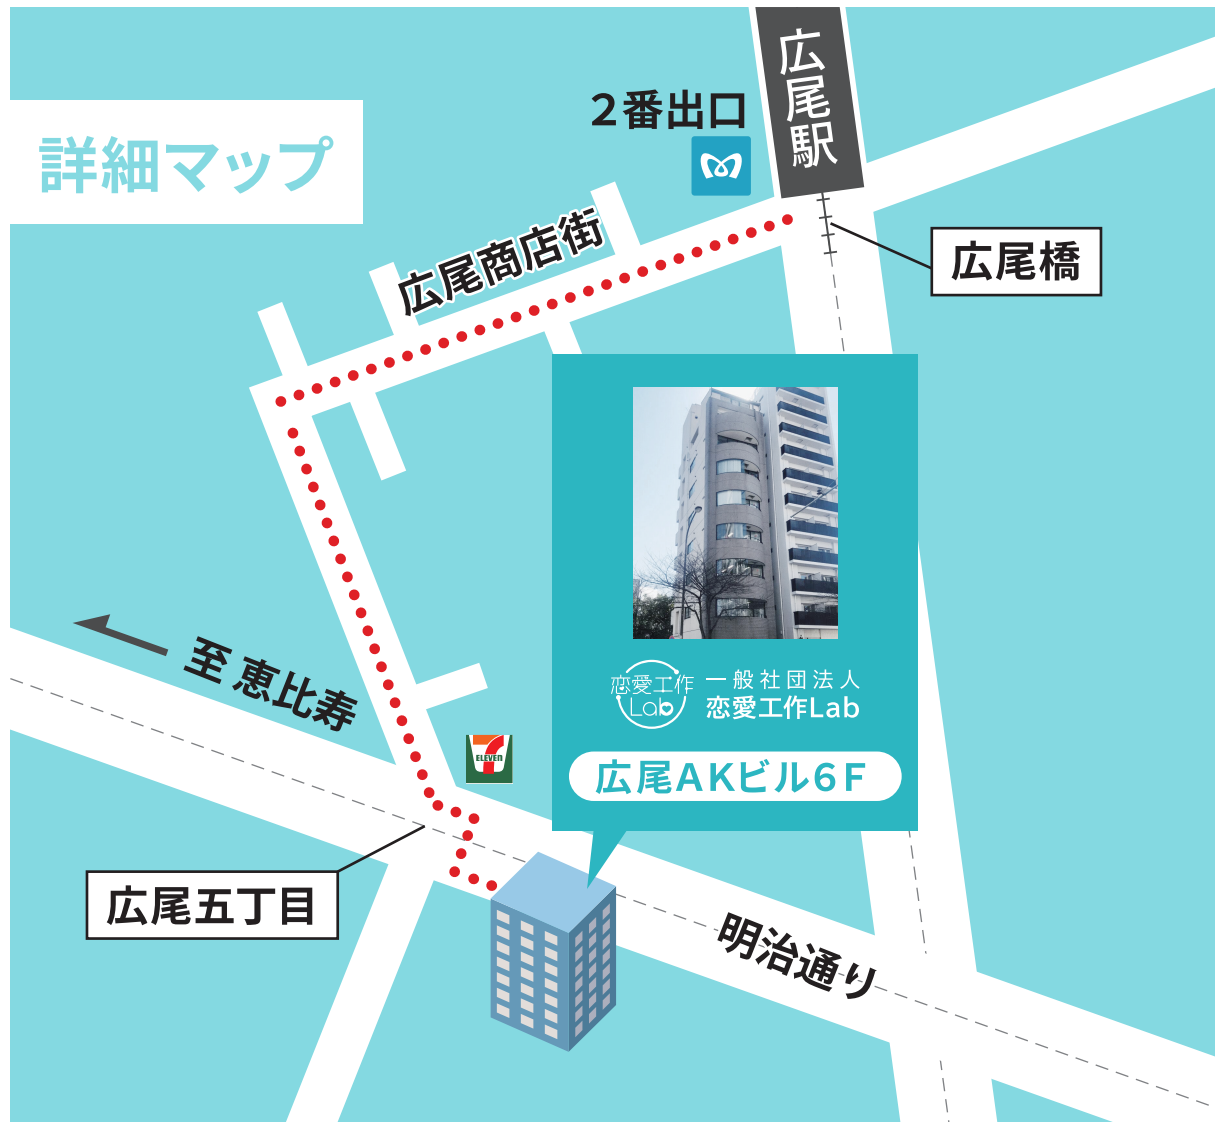 広尾駅
２番出口
詳細マップ
広尾商店街
広尾橋
至 恵比寿
ELEVEn
恋愛工作
Lab
一般社団法人
恋愛工作Lab
広尾AKビル６F
広尾五丁目
明治通り